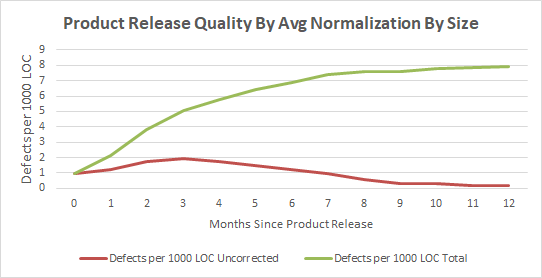 Product Release Quality By Avg Normalization By Size
Defects per 1000 LOC
9
8
7
6
5
4
3
2
1
0
0 1 2 3 4 5 6 7 8 9 10 11 12
Months Since Product Release
Defects per 1000 LOC Uncorrected Defects per 1000 LOC Total